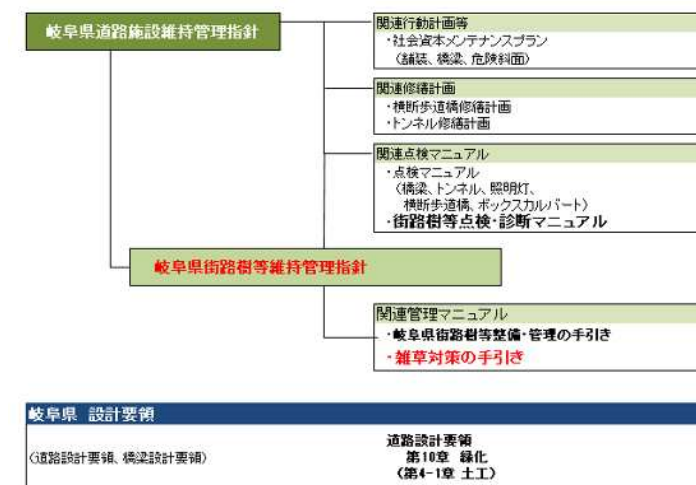 岐阜県道路施設維持管理指針
関連行動計画等
・社会資本メンテナンスプラン
（舗装、橋梁、危険斜面）
関連修繕計画
・横断歩道橋修繕計画
・トンネル修繕計画
関連点検マニュアル
・点検マニュアル
（橋梁、トンネル、照明灯、
横断歩道橋、ボックスカルバート）
・街路樹等点検・診断マニュアル
岐阜県街路樹等維持管理指針
関連管理マニュアル
・岐阜県街路樹等整備・管理の手引き
・雑草対策の手引き
岐阜県 設計要領
（道路設計要領、橋梁設計要領）
道路設計要領
第10章 緑化
（第4-1章 土工）